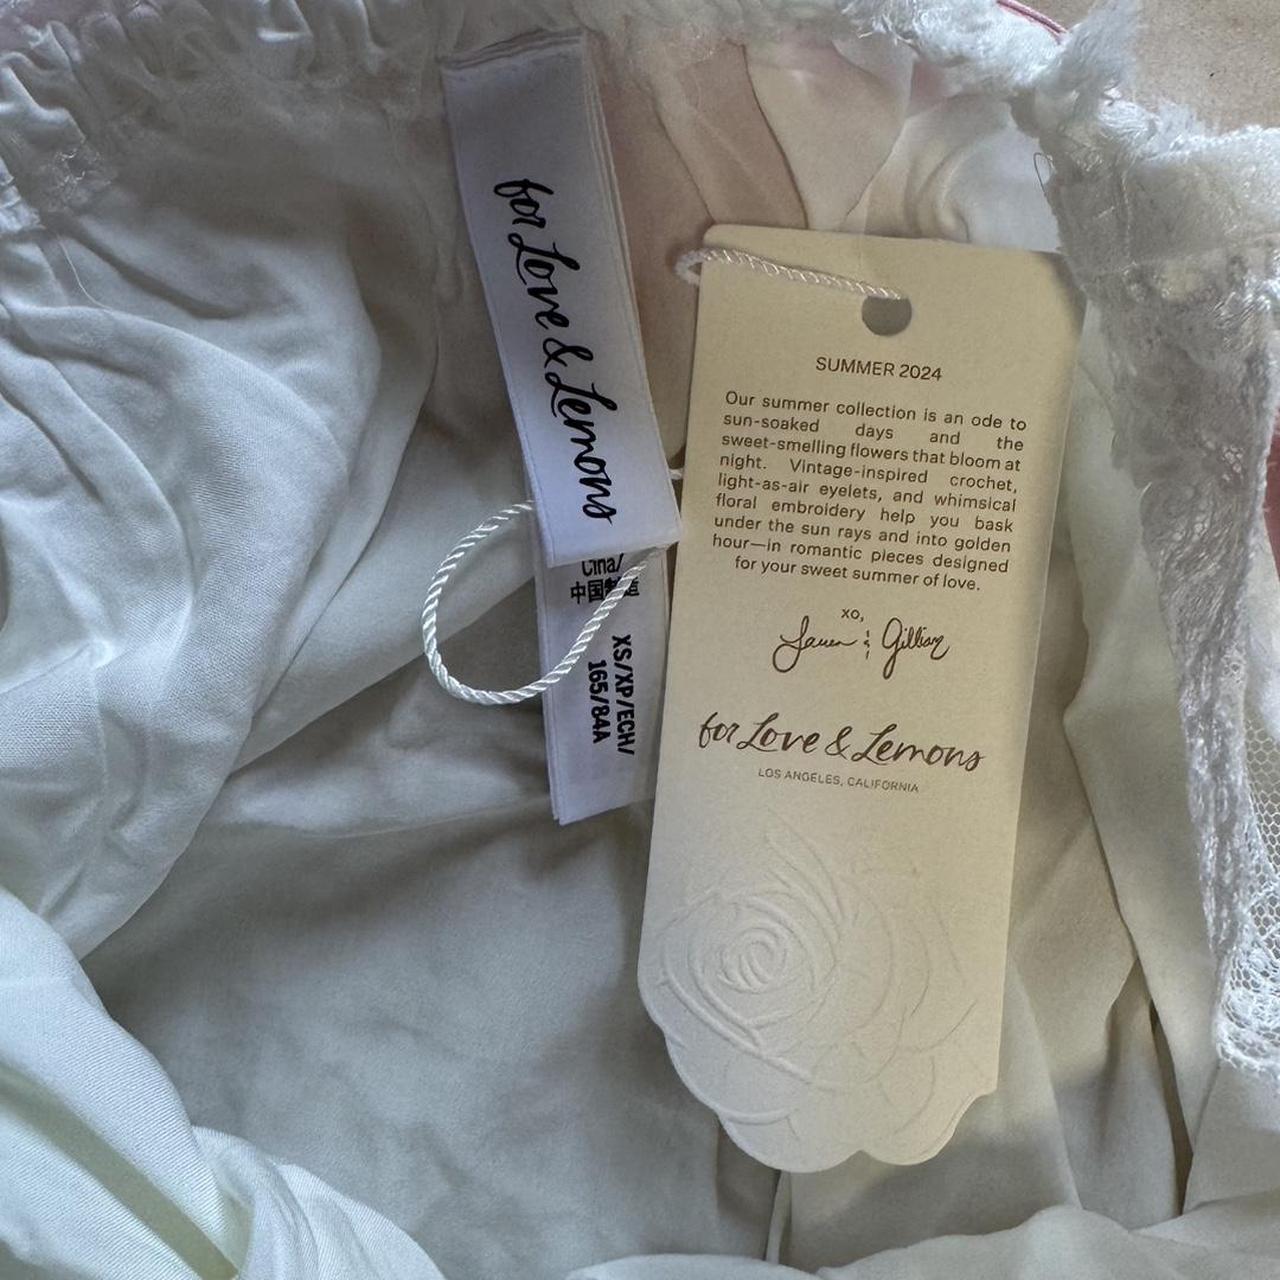 for Love & Lemons
Cina/
中国制造
XS/XP/ECH/
165/84A
SUMMER 2024
Our summer collection is an ode to
sun-soaked days and the
sweet-smelling flowers that bloom at
night. Vintage-inspired crochet,
light-as-air eyelets, and whimsical
floral embroidery help you bask
under the sun rays and into golden
hour—in romantic pieces designed
for your sweet summer of love.
xo,
Lauren & Gillian
for Love & Lemons
LOS ANGELES, CALIFORNIA